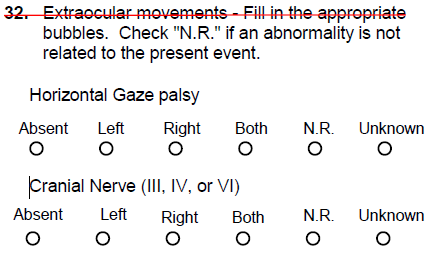 32. Extraocular movements - Fill in the appropriate
bubbles. Check "N.R." if an abnormality is not
related to the present event.
Horizontal Gaze palsy
Absent Left Right Both N.R. Unknown
Cranial Nerve (III, IV, or VI)
Absent Left Right Both N.R. Unknown